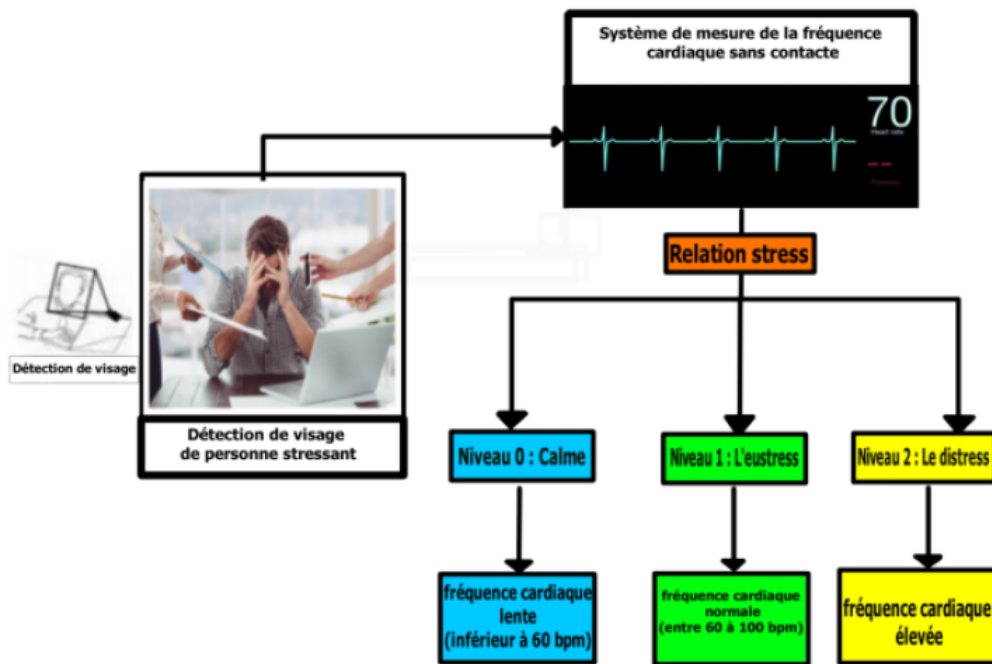 Système de mesure de la fréquence
cardiaque sans contacte
70
Heart rate
Détection de visage
Détection de visage
de personne stressant
Relation stress
Niveau 0 : Calme
Niveau 1 : L'eustress
Niveau 2 : Le distress
fréquence cardiaque
lente
(inférieur à 60 bpm)
fréquence cardiaque
normale
(entre 60 à 100 bpm)
fréquence cardiaque
élevée